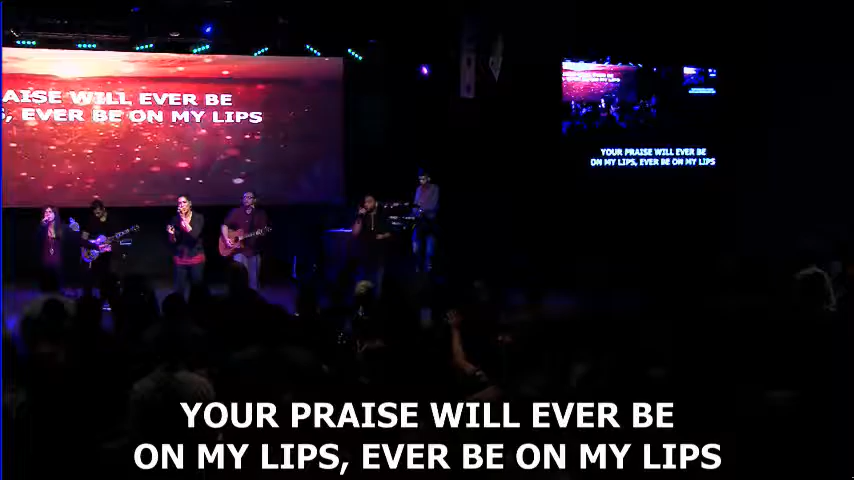 AISE WILL EVER BE
S, EVER BE ON MY LIPS
YOUR PRAISE WILL EVER BE
ON MY LIPS, EVER BE ON MY LIPS
YOUR PRAISE WILL EVER BE
ON MY LIPS, EVER BE ON MY LIPS